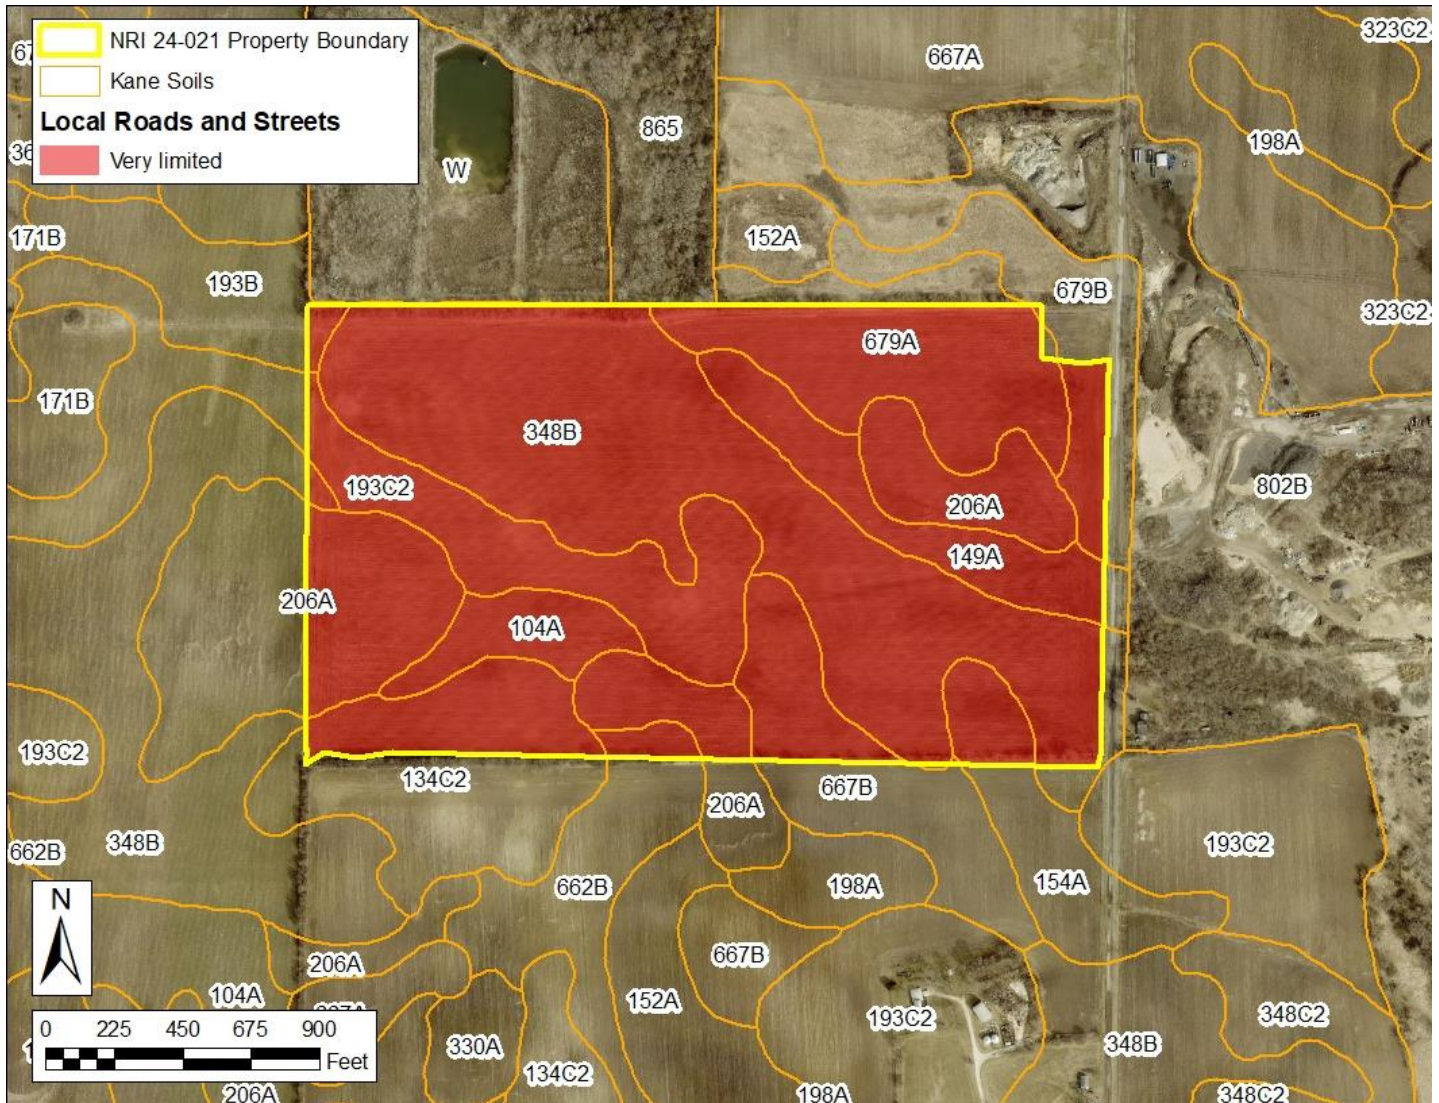 NRI 24-021 Property Boundary
Kane Soils
Local Roads and Streets
Very limited
323C2
667A
865
198A
W
171B
152A
193B
679B
323C2
679A
171B
348B
193C2
802B
206A
149A
206A
104A
193C2
134C2
667B
206A
193C2
348B
662B
662B
198A
154A
N
667B
206A
104A
152A
193C2
348C2
0 225 450 675 900
Feet
330A
348B
134C2
206A
198A
348C2